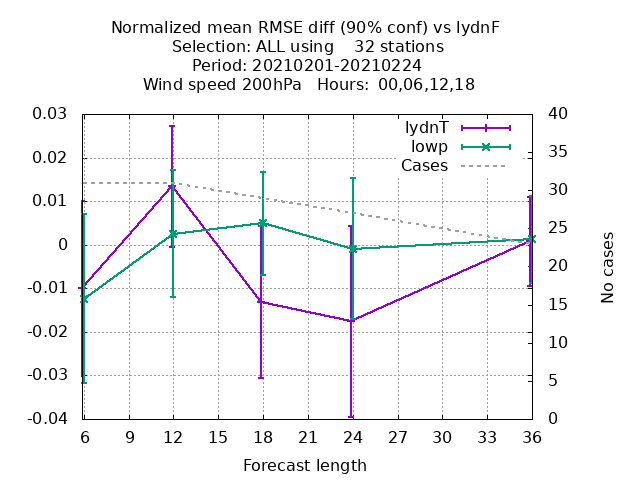 Normalized mean RMSE diff (90% conf) vs lydnF
Selection: ALL using    32 stations
Period: 20210201-20210224
Wind speed 200hPa   Hours:  00,06,12,18
0.03
0.02
0.01
0
-0.01
-0.02
-0.03
-0.04
lydnT
lowp
Cases
40
35
30
25
20
15
10
5
0
No cases
6 9 12 15 18 21 24 27 30 33 36
Forecast length